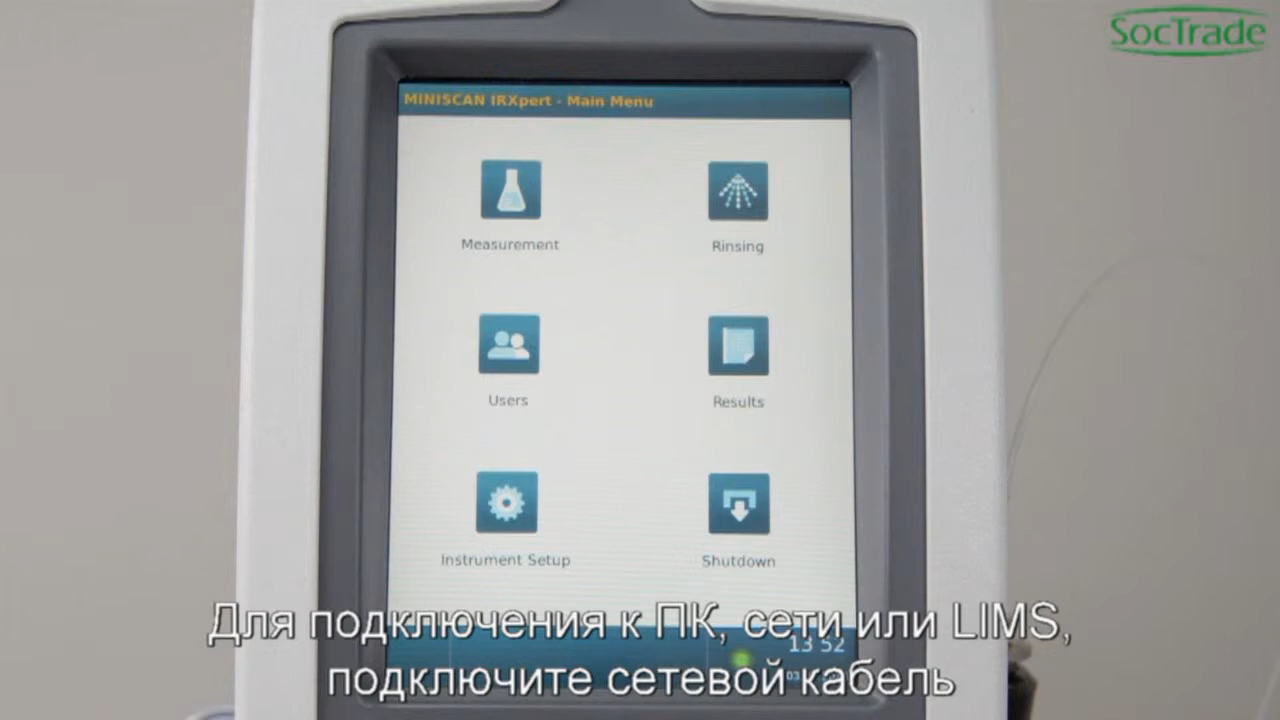 SocTrade
MINISCAN IRXpert - Main Menu
Measurement
Rinsing
Users
Results
Instrument Setup
Shutdown
13 52
Для подключения к ПК, сети или LIMS,
подключите сетевой кабель